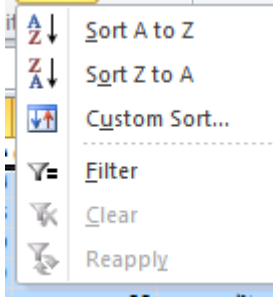 Sort A to Z
Sort Z to A
Custom Sort...
Filter
Clear
Reapply